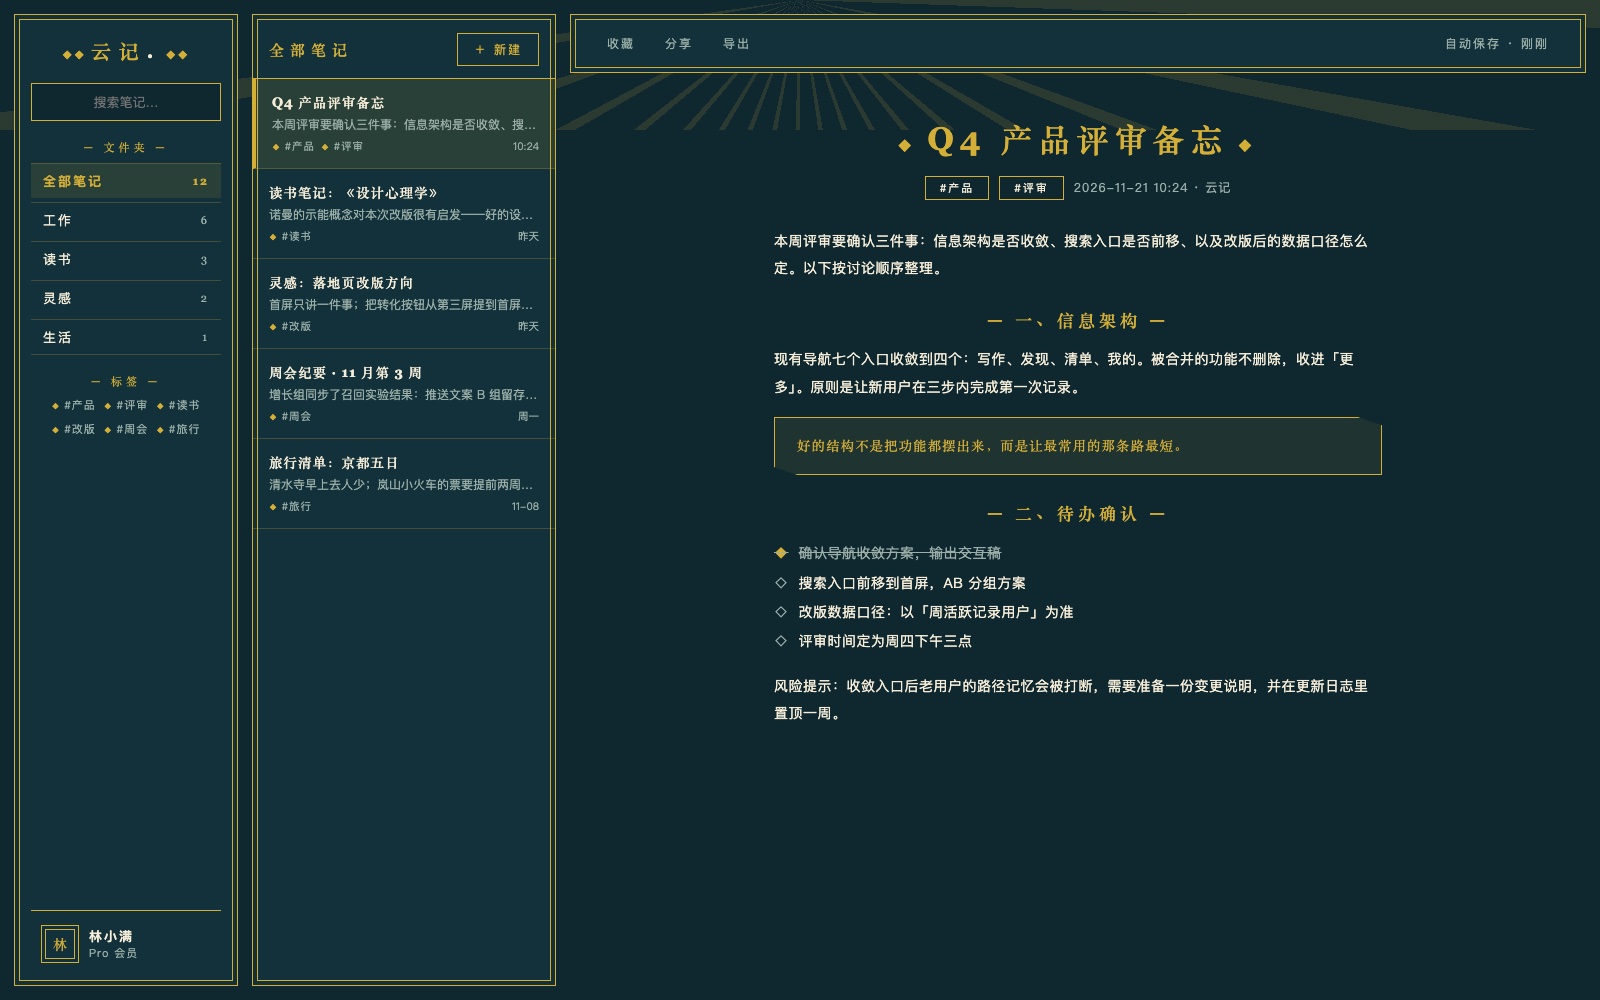 云记.
搜索笔记…
文件夹
全部笔记 12
工作 6
读书 3
灵感 2
生活 1
标签
#产品 #评审 #读书
#改版 #周会 #旅行
林
林小满
Pro 会员
全部笔记
+ 新建
Q4 产品评审备忘
本周评审要确认三件事：信息架构是否收敛、搜…
#产品 #评审 10:24
读书笔记：《设计心理学》
诺曼的示能概念对本次改版很有启发——好的设…
#读书 昨天
灵感：落地页改版方向
首屏只讲一件事；把转化按钮从第三屏提到首屏…
#改版 昨天
周会纪要 · 11 月第 3 周
增长组同步了召回实验结果：推送文案 B 组留存…
#周会 周一
旅行清单：京都五日
清水寺早上去人少；岚山小火车的票要提前两周…
#旅行 11-08
收藏 分享 导出
自动保存 · 刚刚
Q4 产品评审备忘
#产品 #评审 2026-11-21 10:24 · 云记
本周评审要确认三件事：信息架构是否收敛、搜索入口是否前移、以及改版后的数据口径怎么
定。以下按讨论顺序整理。
一、信息架构
现有导航七个入口收敛到四个：写作、发现、清单、我的。被合并的功能不删除，收进「更
多」。原则是让新用户在三步内完成第一次记录。
好的结构不是把功能都摆出来，而是让最常用的那条路最短。
二、待办确认
确认导航收敛方案，输出交互稿
搜索入口前移到首屏，AB 分组方案
改版数据口径：以「周活跃记录用户」为准
评审时间定为周四下午三点
风险提示：收敛入口后老用户的路径记忆会被打断，需要准备一份变更说明，并在更新日志里
置顶一周。